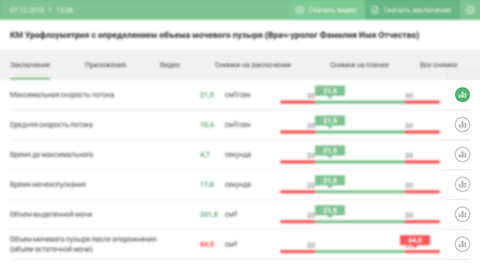 07.12.2016 | 13:06 Скачать видео Скачать заключение
КМ Урофлоуметрия с определением объема мочевого пузыря (Врач-уролог Фамилия Имя Отчество)
Заключение Приложения Видео Снимки на заключении Снимки на пленке Все снимки
Максимальная скорость потока 21,5 см³/сек 20 21,5 30
Средняя скорость потока 10,4 см³/сек 20 21,5 30
Время до максимального 4,7 секунда 20 21,5 30
Время мочеиспускания 17,8 секунда 20 21,5 30
Объем выделенной мочи 201,8 см³ 20 21,5 30
Объем мочевого пузыря после опорожнения
(объем остаточной мочи) 64,0 см³ 20 64,0